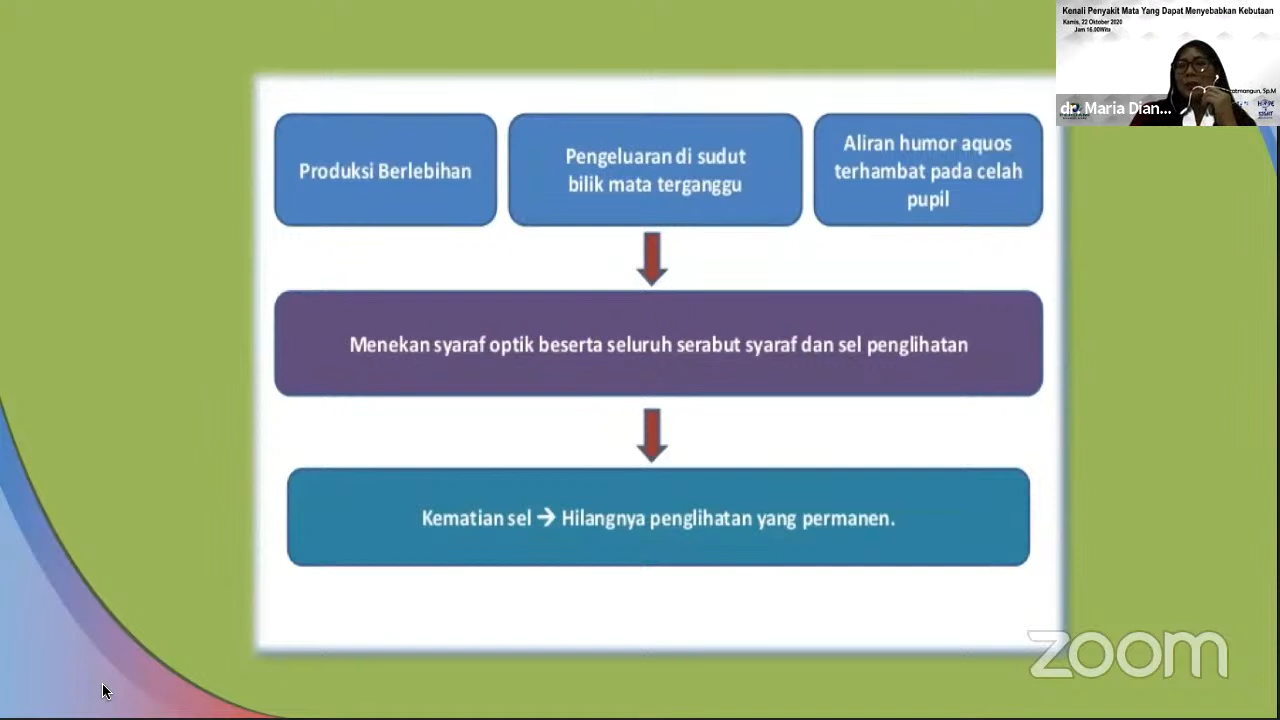 Kenali Penyakit Mata Yang Dapat Menyebabkan Kebutaan
Kamis, 22 Oktober 2020
Jam 16.00Wita
Sp.M
dr. Maria Dian...
Produksi Berlebihan
Pengeluaran di sudut
bilik mata terganggu
Aliran humor aquos
terhambat pada celah
pupil
Menekan syaraf optik beserta seluruh serabut syaraf dan sel penglihatan
Kematian sel → Hilangnya penglihatan yang permanen.
zoom